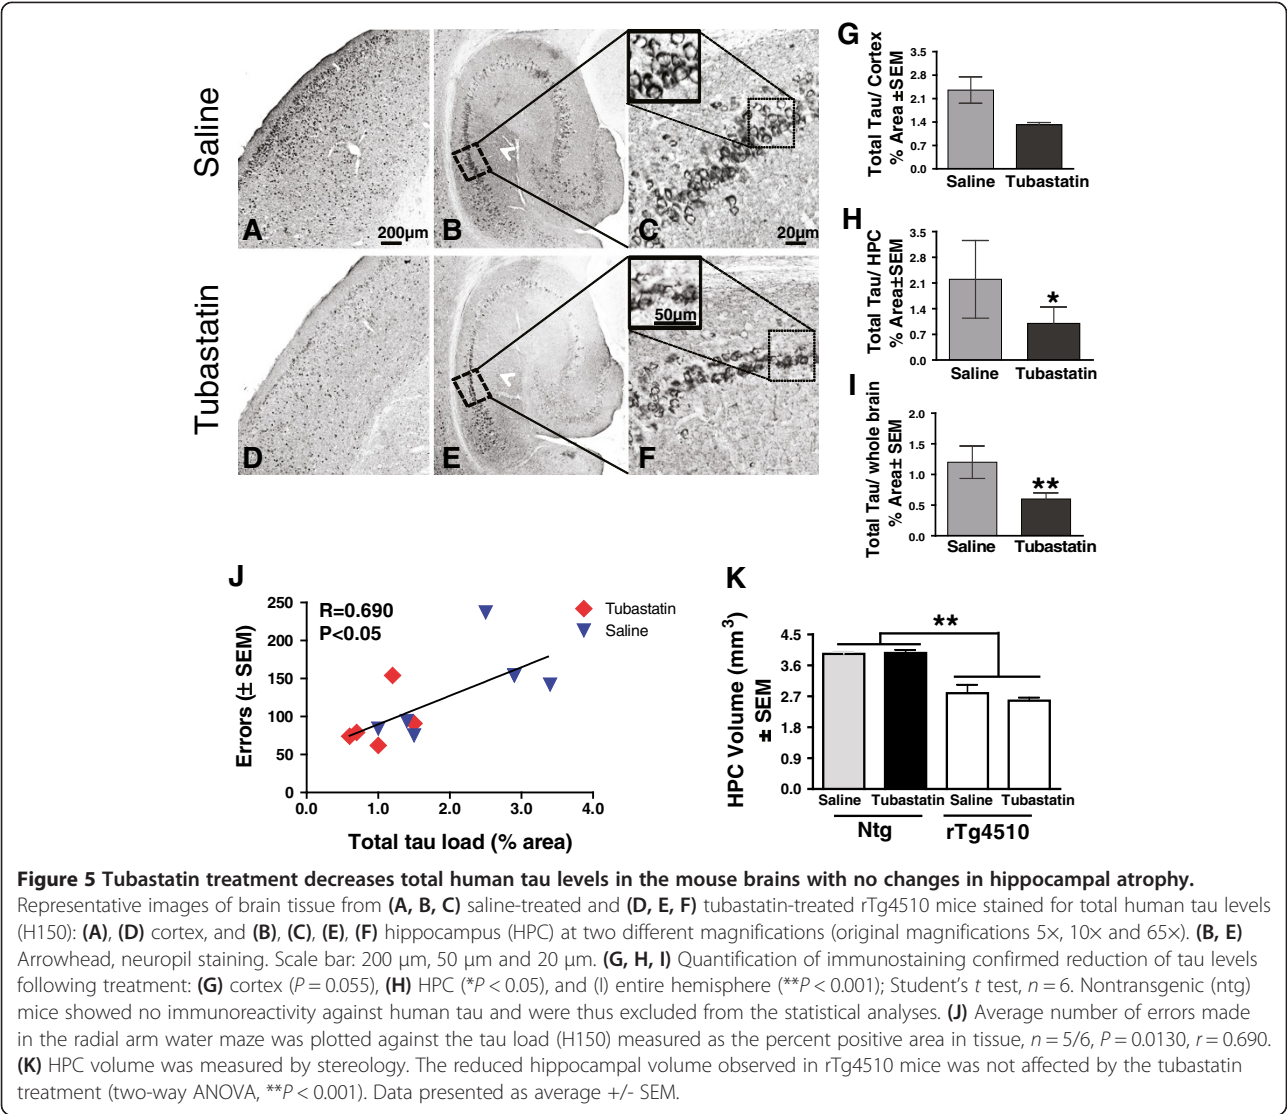 Saline
A
200µm
B
C
20µm
Tubastatin
D
E
50µm
F
G
Total Tau/ Cortex
% Area ±SEM
3.5
2.8
2.1
1.4
0.7
0.0
Saline Tubastatin
H
Total Tau/ HPC
% Area±SEM
3.5
2.8
2.1
1.4
0.7
0.0
*
Saline Tubastatin
I
Total Tau/ whole brain
% Area± SEM
2.0
1.5
1.0
0.5
0.0
**
Saline Tubastatin
J
Errors (± SEM)
250
200
150
100
50
0
R=0.690
P<0.05
Tubastatin
Saline
0.0 1.0 2.0 3.0 4.0
Total tau load (% area)
K
HPC Volume (mm³)
± SEM
4.5
3.6
2.7
1.8
0.9
0.0
**
Saline Tubastatin Saline Tubastatin
Ntg rTg4510
Figure 5 Tubastatin treatment decreases total human tau levels in the mouse brains with no changes in hippocampal atrophy.
Representative images of brain tissue from (A, B, C) saline-treated and (D, E, F) tubastatin-treated rTg4510 mice stained for total human tau levels
(H150): (A), (D) cortex, and (B), (C), (E), (F) hippocampus (HPC) at two different magnifications (original magnifications 5×, 10× and 65×). (B, E)
Arrowhead, neuropil staining. Scale bar: 200 µm, 50 µm and 20 µm. (G, H, I) Quantification of immunostaining confirmed reduction of tau levels
following treatment: (G) cortex (P = 0.055), (H) HPC (*P < 0.05), and (I) entire hemisphere (**P < 0.001); Student's t test, n = 6. Nontransgenic (ntg)
mice showed no immunoreactivity against human tau and were thus excluded from the statistical analyses. (J) Average number of errors made
in the radial arm water maze was plotted against the tau load (H150) measured as the percent positive area in tissue, n = 5/6, P = 0.0130, r = 0.690.
(K) HPC volume was measured by stereology. The reduced hippocampal volume observed in rTg4510 mice was not affected by the tubastatin
treatment (two-way ANOVA, **P < 0.001). Data presented as average +/- SEM.